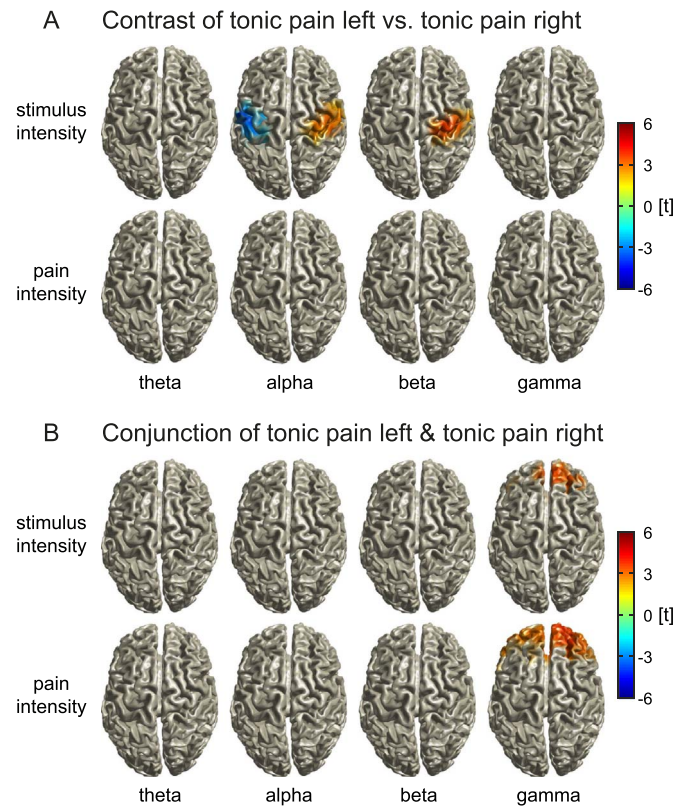 A Contrast of tonic pain left vs. tonic pain right
stimulus
intensity
6
3
0 [t]
-3
-6
pain
intensity
theta alpha beta gamma
B Conjunction of tonic pain left & tonic pain right
stimulus
intensity
6
3
0 [t]
-3
-6
pain
intensity
theta alpha beta gamma